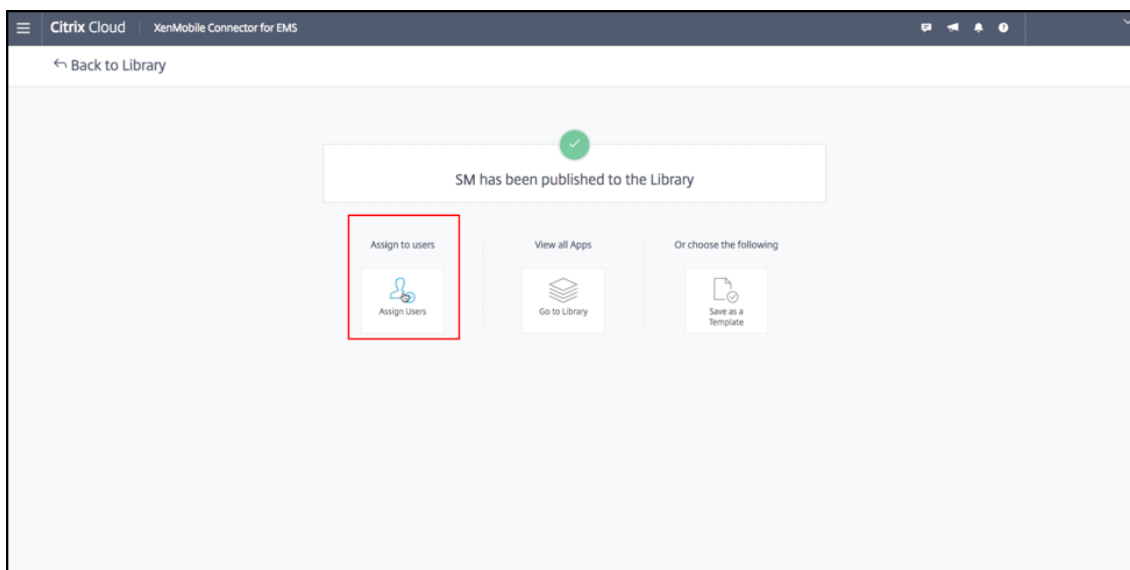 Citrix Cloud XenMobile Connector for EMS
Back to Library
SM has been published to the Library
Assign to users View all Apps Or choose the following
Assign Users Go to Library Save as a
Template